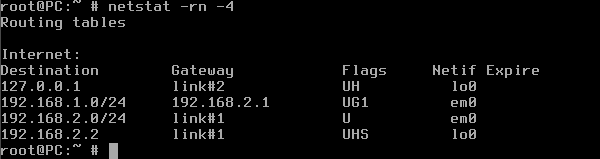 root@PC:~ # netstat -rn -4
Routing tables
Internet:
Destination Gateway Flags Netif Expire
127.0.0.1 link#2 UH lo0
192.168.1.0/24 192.168.2.1 UG1 em0
192.168.2.0/24 link#1 U em0
192.168.2.2 link#1 UHS lo0
root@PC:~ #